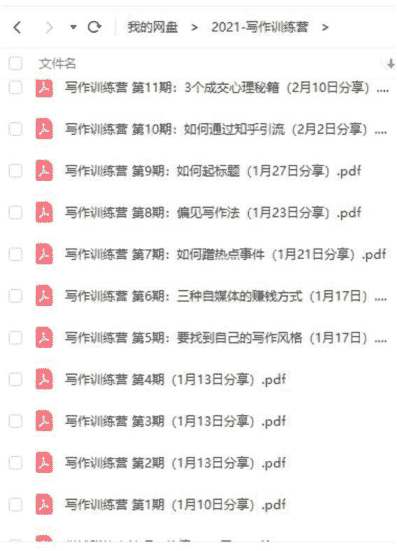 我的网盘 > 2021-写作训练营 >
文件名
写作训练营 第11期：3个成交心理秘籍（2月10日分享）....
写作训练营 第10期：如何通过知乎引流（2月2日分享）....
写作训练营 第9期：如何起标题（1月27日分享）.pdf
写作训练营 第8期：偏见写作法（1月23日分享）.pdf
写作训练营 第7期：如何蹭热点事件（1月21日分享）.pdf
写作训练营 第6期：三种自媒体的赚钱方式（1月17日）....
写作训练营 第5期：要找到自己的写作风格（1月17日）....
写作训练营 第4期（1月13日分享）.pdf
写作训练营 第3期（1月13日分享）.pdf
写作训练营 第2期（1月13日分享）.pdf
写作训练营 第1期（1月10日分享）.pdf